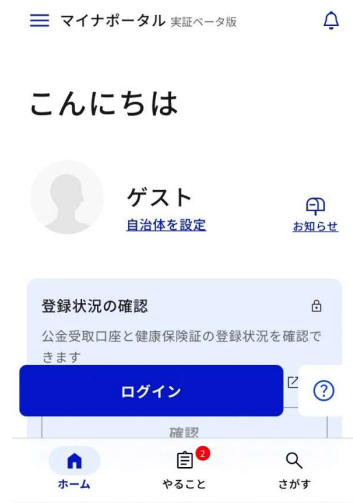 マイナポータル 実証ベータ版
こんにちは
ゲスト
自治体を設定
お知らせ
登録状況の確認
公金受取口座と健康保険証の登録状況を確認で
きます
ログイン
確認
2
ホーム
やること
さがす